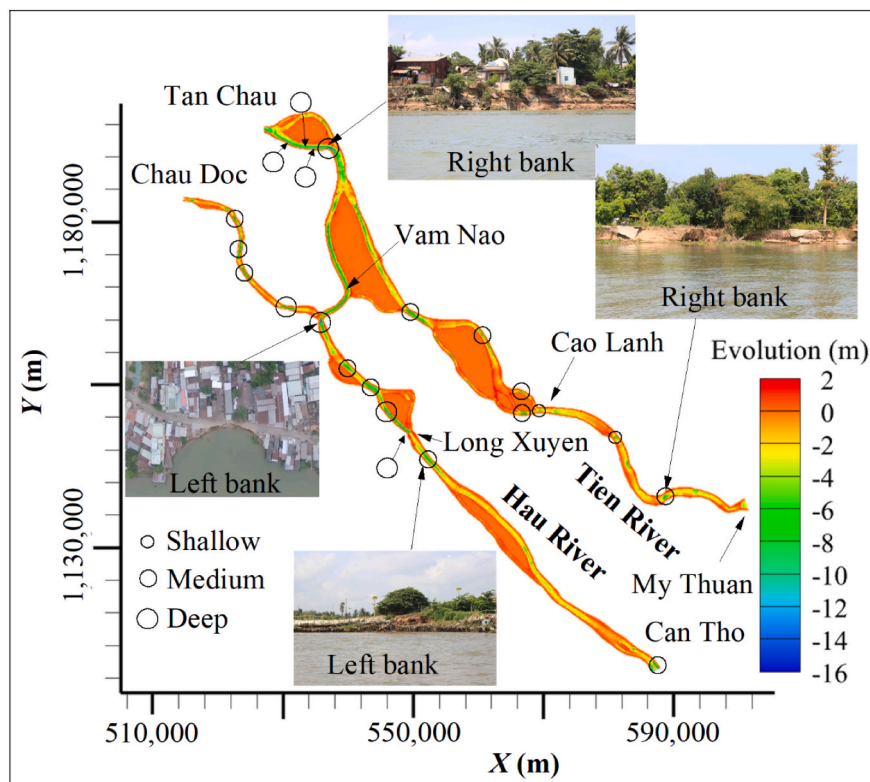 Tan Chau
Right bank
Chau Doc
Vam Nao
Right bank
Cao Lanh
Evolution (m)
2
0
-2
-4
-6
-8
-10
-12
-14
-16
Left bank
Long Xuyen
Hau River
Tien River
My Thuan
Can Tho
Shallow
Medium
Deep
Left bank
Y (m)
1,180,000
1,130,000
510,000
550,000
590,000
X (m)